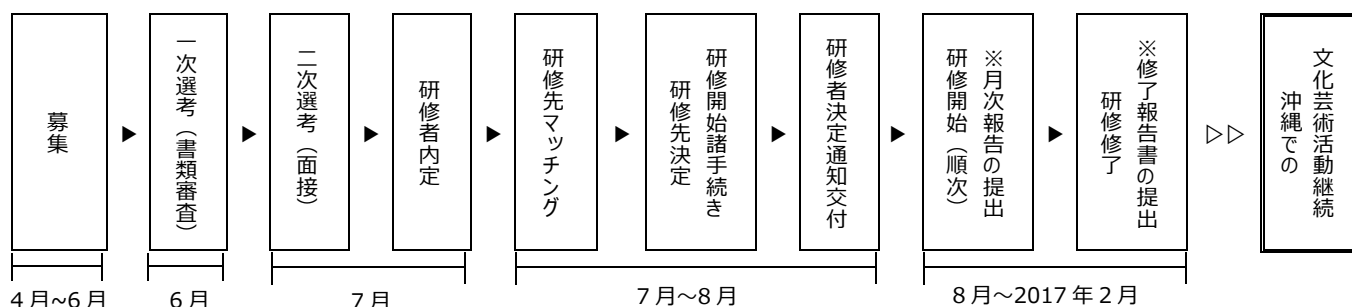 募集
▶
一次選考（書類審査）
▶
二次選考（面接）
▶
研修者内定
▶
研修先マッチング
▶
研修先決定
研修開始諸手続き
▶
研修者決定通知交付
▶
研修開始（順次）
※月次報告の提出
▶
研修修了
※修了報告書の提出
▷▷
沖縄での
文化芸術活動継続
4月~6月
6月
7月
7月～8月
8月～2017年2月